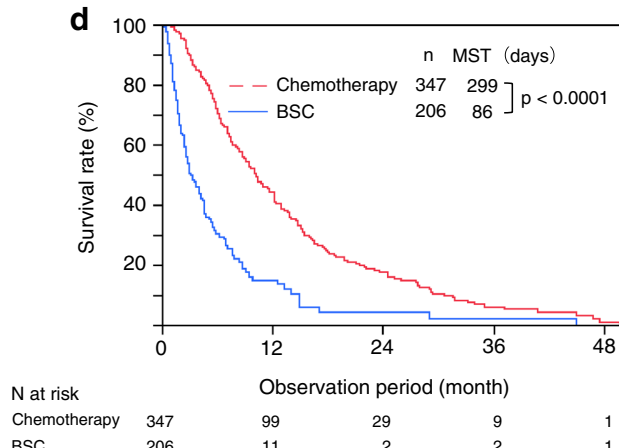 d
n MST (days)
Chemotherapy 347 299
BSC 206 86
p < 0.0001
Survival rate (%)
100
80
60
40
20
0 12 24 36 48
Observation period (month)
N at risk
Chemotherapy 347 99 29 9 1
BSC 206 11 2 2 1